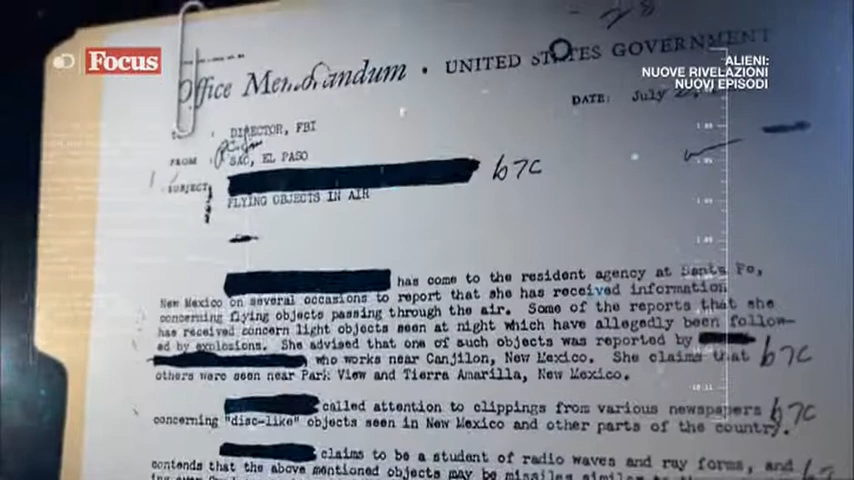 Focus
ALIENI:
NUOVE RIVELAZIONI
NUOVI EPISODI
28
Office Memorandum • UNITED STATES GOVERNMENT
DATE: July
DIRECTOR, FBI
FROM : SAC, EL PASO
SUBJECT: b7C
FLYING OBJECTS IN AIR
has come to the resident agency at Santa Fe,
New Mexico on several occasions to report that she has received information
concerning flying objects passing through the air. Some of the reports that she
has received concern light objects seen at night which have allegedly been follow-
ed by explosions. She advised that one of such objects was reported by
who works near Canjilon, New Mexico. She claims that b7C
others were seen near Park View and Tierra Amarilla, New Mexico.
called attention to clippings from various newspapers b7C
concerning "disc-like" objects seen in New Mexico and other parts of the country.
claims to be a student of radio waves and ray forms, and
contends that the above mentioned objects may be missiles similar to